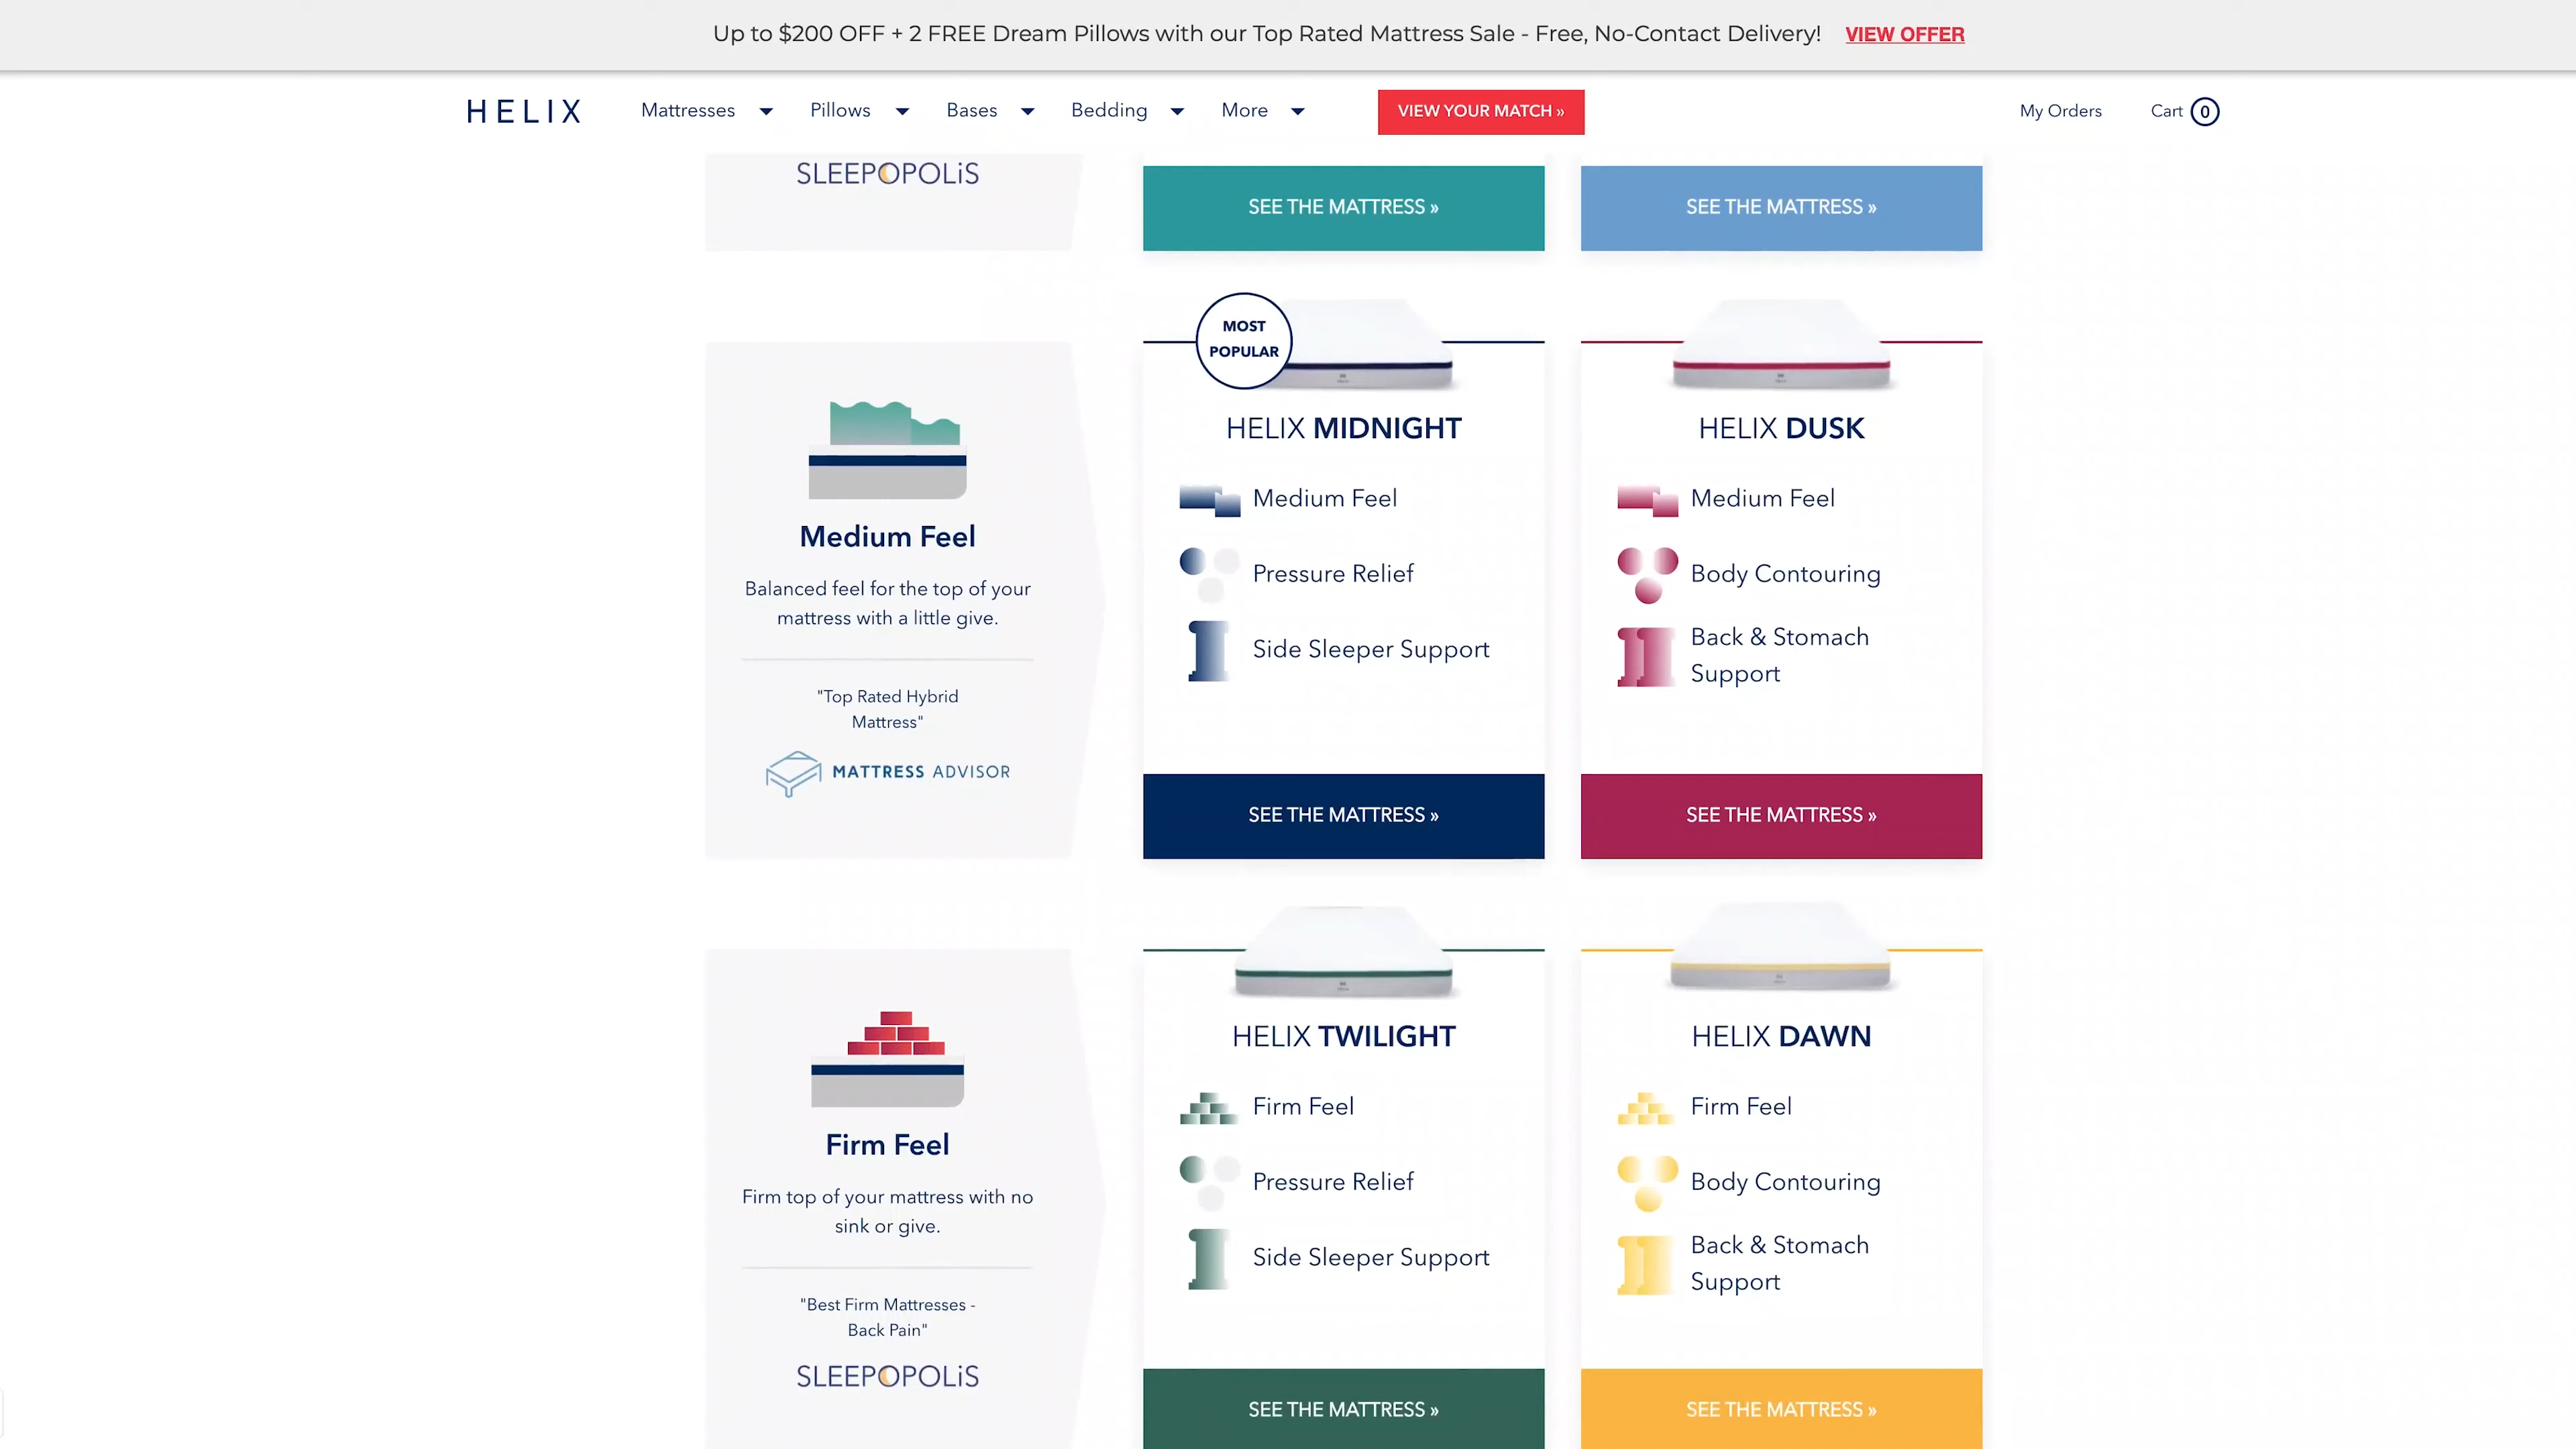 Up to $200 OFF + 2 FREE Dream Pillows with our Top Rated Mattress Sale - Free, No-Contact Delivery! VIEW OFFER
HELIX Mattresses Pillows Bases Bedding More VIEW YOUR MATCH » My Orders Cart 0
SLEEPOPOLiS
SEE THE MATTRESS »
SEE THE MATTRESS »
Medium Feel
Balanced feel for the top of your
mattress with a little give.
"Top Rated Hybrid
Mattress"
MATTRESS ADVISOR
MOST
POPULAR
HELIX MIDNIGHT
Medium Feel
Pressure Relief
Side Sleeper Support
SEE THE MATTRESS »
HELIX DUSK
Medium Feel
Body Contouring
Back & Stomach
Support
SEE THE MATTRESS »
Firm Feel
Firm top of your mattress with no
sink or give.
"Best Firm Mattresses -
Back Pain"
SLEEPOPOLiS
HELIX TWILIGHT
Firm Feel
Pressure Relief
Side Sleeper Support
SEE THE MATTRESS »
HELIX DAWN
Firm Feel
Body Contouring
Back & Stomach
Support
SEE THE MATTRESS »